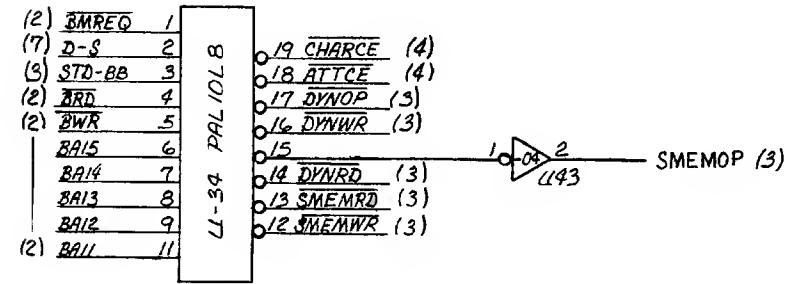 (2) BMREQ 1
(7) D-S 2
19 CHARCE (4)
(3) STD-BB 3
18 ATTCE (4)
(2) BRD 4
17 DYNOP (3)
(2) BWR 5
16 DYNWR (3)
BA15 6
15
1 04 2
SMEMOP (3)
U43
BA14 7
14 DYNRD (3)
BA13 8
13 SMEMRD (3)
BA12 9
12 SMEMWR (3)
(2) BA11 11
U-34 PAL10L8